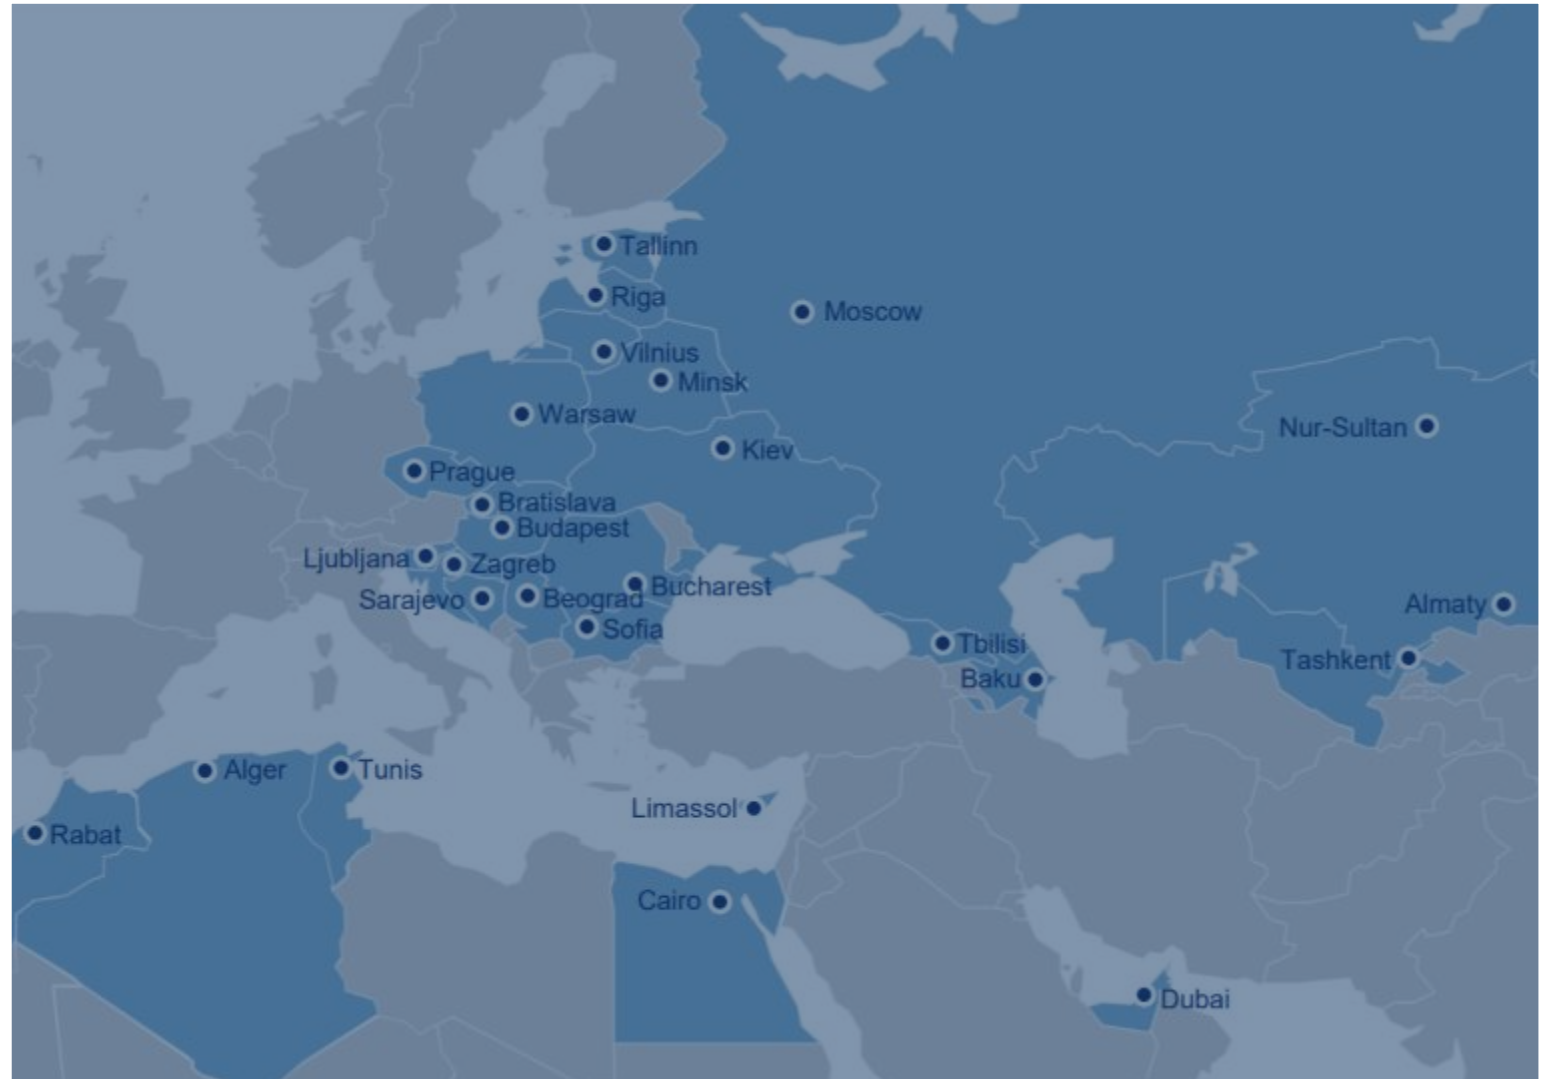 Tallinn
Riga
Moscow
Vilnius
Minsk
Warsaw
Nur-Sultan
Kiev
Prague
Bratislava
Budapest
Ljubljana
Zagreb
Bucharest
Sarajevo
Beograd
Almaty
Sofia
Tbilisi
Tashkent
Baku
Alger
Tunis
Limassol
Rabat
Cairo
Dubai